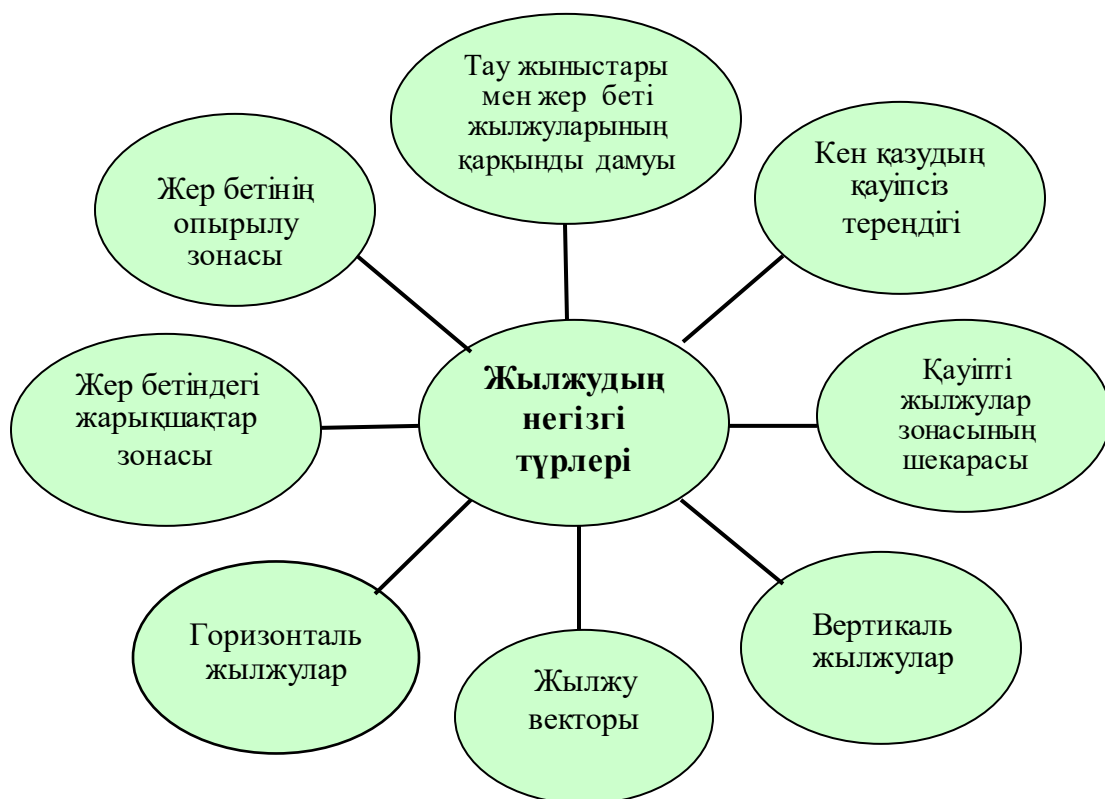 Тау жыныстары
мен жер беті
жылжуларының
қарқынды дамуы
Кен қазудың
қауіпсіз
тереңдігі
Жер бетінің
опырылу
зонасы
Жылжудың
негізгі
түрлері
Қауіпті
жылжулар
зонасының
шекарасы
Жер бетіндегі
жарықшақтар
зонасы
Горизонталь
жылжулар
Жылжу
векторы
Вертикаль
жылжулар